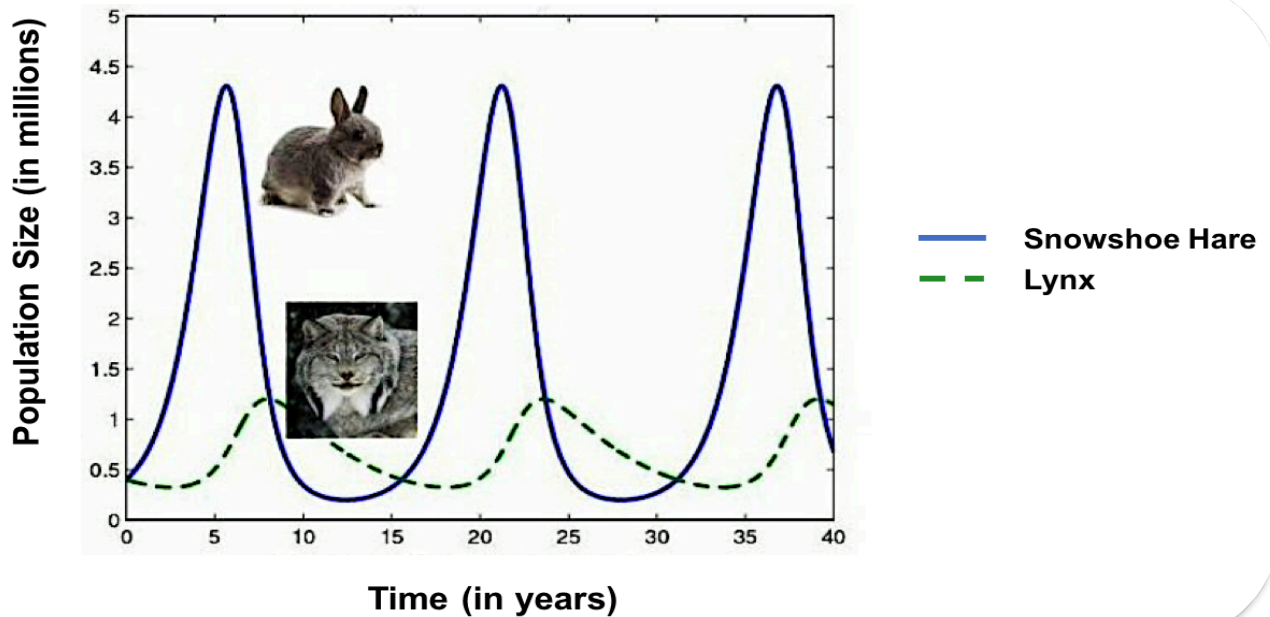 Population Size (in millions)
5
4.5
4
3.5
3
2.5
2
1.5
1
0.5
0
0 5 10 15 20 25 30 35 40
Time (in years)
Snowshoe Hare
Lynx